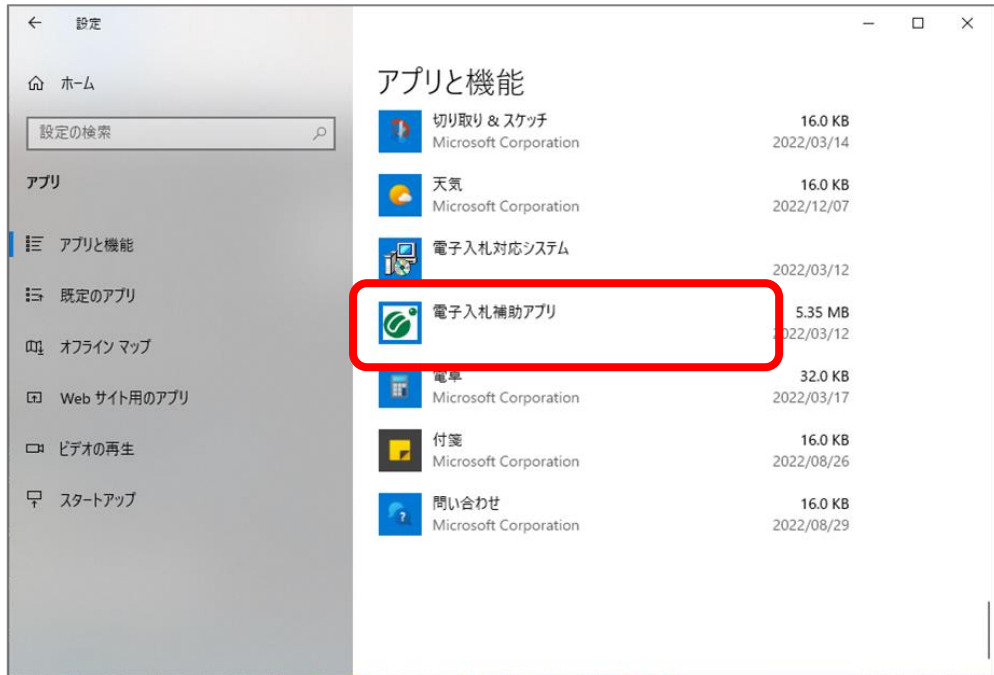 設定
ホーム
設定の検索
アプリ
アプリと機能
既定のアプリ
オフライン マップ
Web サイト用のアプリ
ビデオの再生
スタートアップ
アプリと機能
切り取り & スケッチ 16.0 KB
Microsoft Corporation 2022/03/14
天気 16.0 KB
Microsoft Corporation 2022/12/07
電子入札対応システム
2022/03/12
電子入札補助アプリ 5.35 MB
2022/03/12
電卓 32.0 KB
Microsoft Corporation 2022/03/17
付箋 16.0 KB
Microsoft Corporation 2022/08/26
問い合わせ 16.0 KB
Microsoft Corporation 2022/08/29